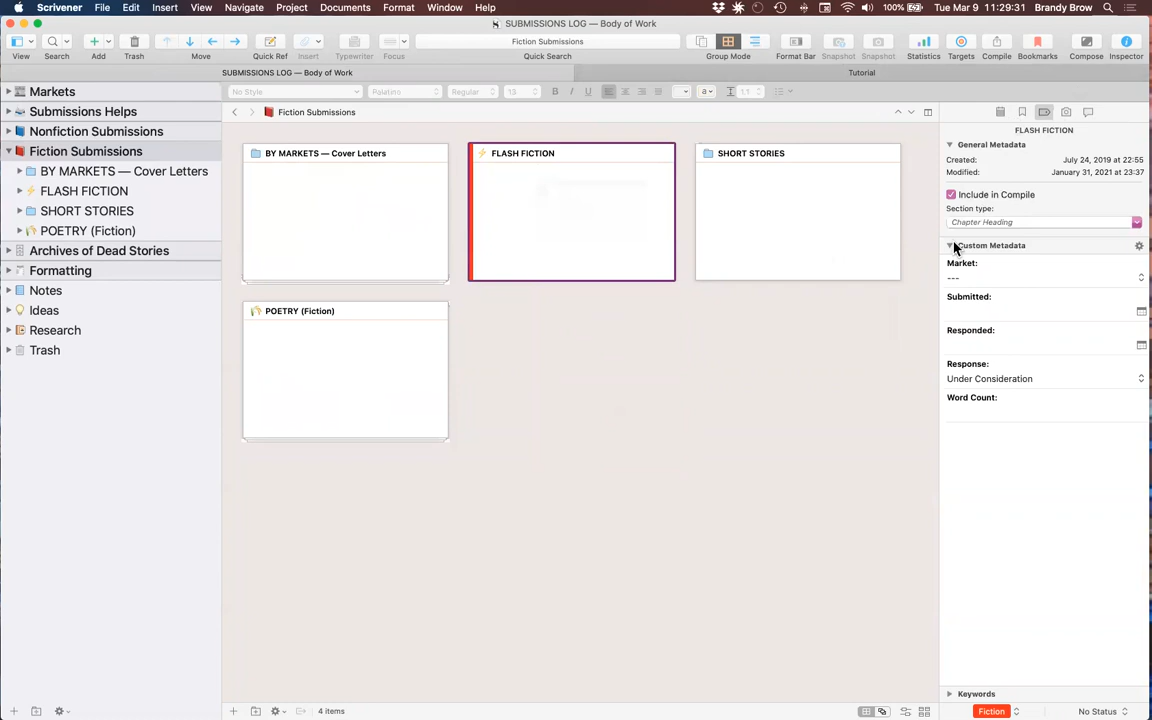 Scrivener File Edit Insert View Navigate Project Documents Format Window Help 100% Tue Mar 9 11:29:31 Brandy Brow
SUBMISSIONS LOG — Body of Work
View Search Add Trash Move Quick Ref Insert Typewriter Focus Fiction Submissions Quick Search Group Mode Format Bar Snapshot Snapshot Statistics Targets Compile Bookmarks Compose Inspector
SUBMISSIONS LOG — Body of Work Tutorial
No Style Palatino Regular 13 B I U a 1.1
Markets
Submissions Helps
Nonfiction Submissions
Fiction Submissions
BY MARKETS — Cover Letters
FLASH FICTION
SHORT STORIES
POETRY (Fiction)
Archives of Dead Stories
Formatting
Notes
Ideas
Research
Trash
Fiction Submissions
BY MARKETS — Cover Letters
FLASH FICTION
SHORT STORIES
POETRY (Fiction)
4 items
FLASH FICTION
General Metadata
Created: July 24, 2019 at 22:55
Modified: January 31, 2021 at 23:37
Include in Compile
Section type:
Chapter Heading
Custom Metadata
Market:
---
Submitted:
Responded:
Response:
Under Consideration
Word Count:
Keywords
Fiction No Status